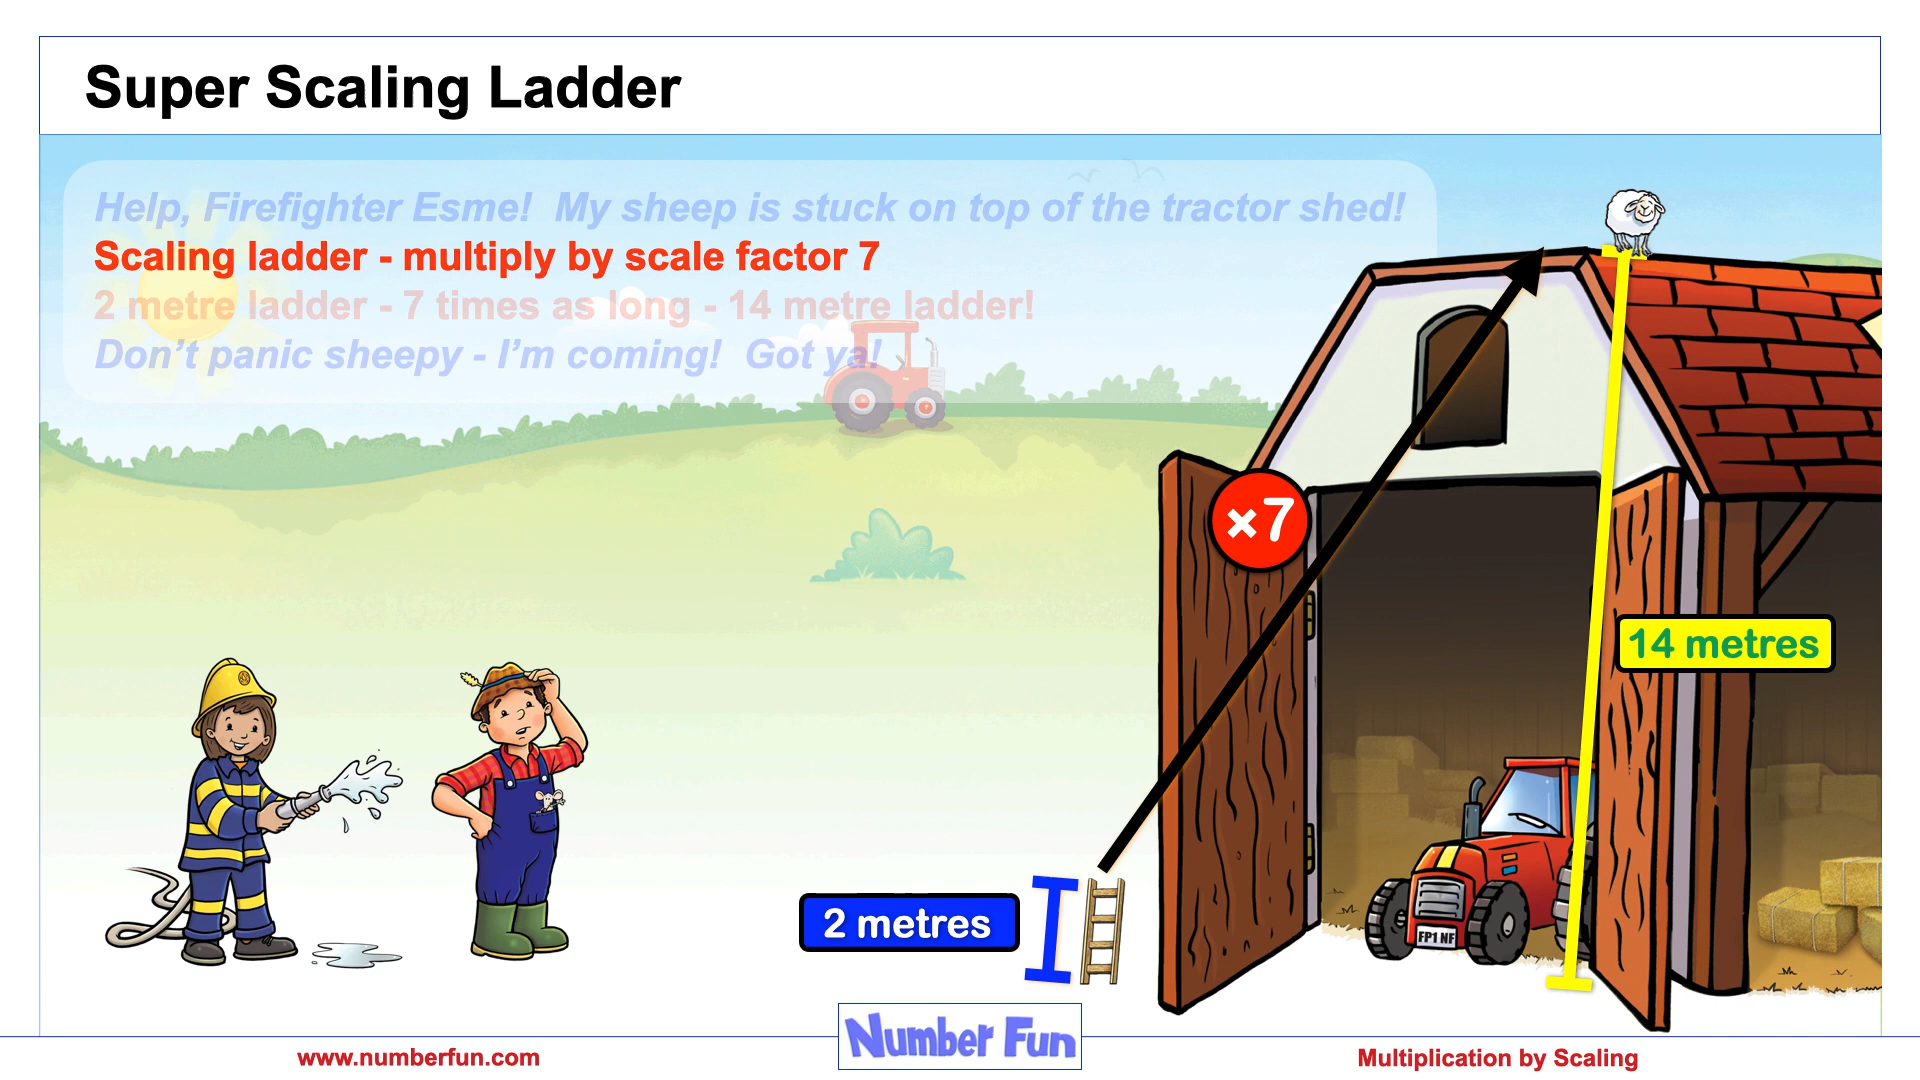 Super Scaling Ladder
Help, Firefighter Esme! My sheep is stuck on top of the tractor shed!
Scaling ladder - multiply by scale factor 7
2 metre ladder - 7 times as long - 14 metre ladder!
Don't panic sheepy - I'm coming! Got ya!
×7
14 metres
2 metres
FP1 NF
Number Fun
www.numberfun.com
Multiplication by Scaling